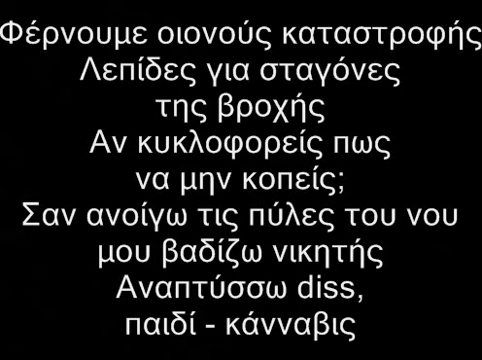 Φέρνουμε οιονούς καταστροφής
Λεπίδες για σταγόνες
της βροχής
Αν κυκλοφορείς πως
να μην κοπείς;
Σαν ανοίγω τις πύλες του νου
μου βαδίζω νικητής
Αναπτύσσω diss,
παιδί - κάνναβις